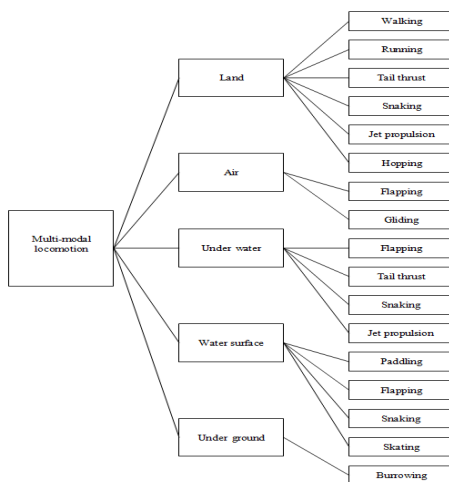 Multi-modal
locomotion
Land
Air
Under water
Water surface
Under ground
Walking
Running
Tail thrust
Snaking
Jet propulsion
Hopping
Flapping
Gliding
Flapping
Tail thrust
Snaking
Jet propulsion
Paddling
Flapping
Snaking
Skating
Burrowing